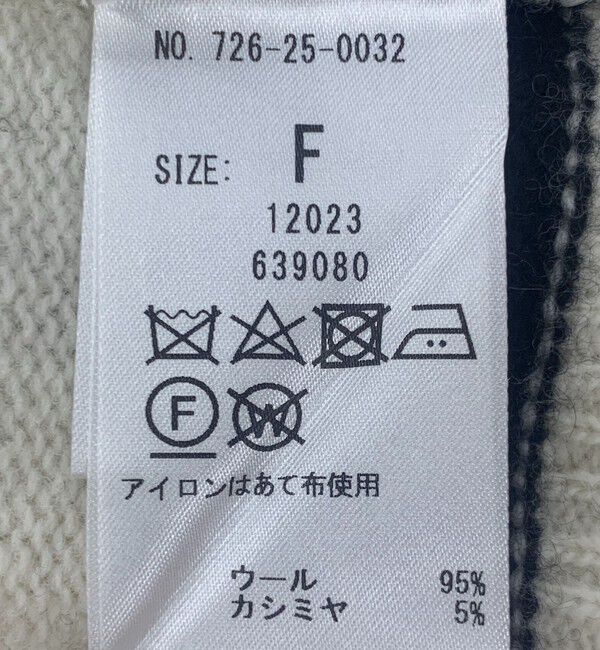 NO. 726-25-0032
SIZE: F
12023
639080
F W
アイロンはあて布使用
ウール 95%
カシミヤ 5%